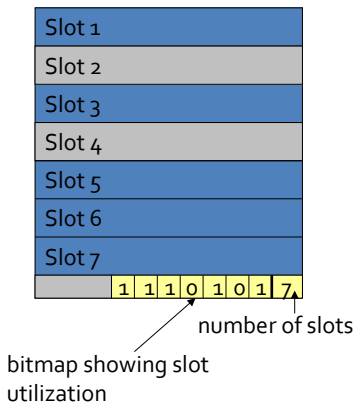 Slot 1
Slot 2
Slot 3
Slot 4
Slot 5
Slot 6
Slot 7
1 1 1 0 1 0 1 7
number of slots
bitmap showing slot
utilization